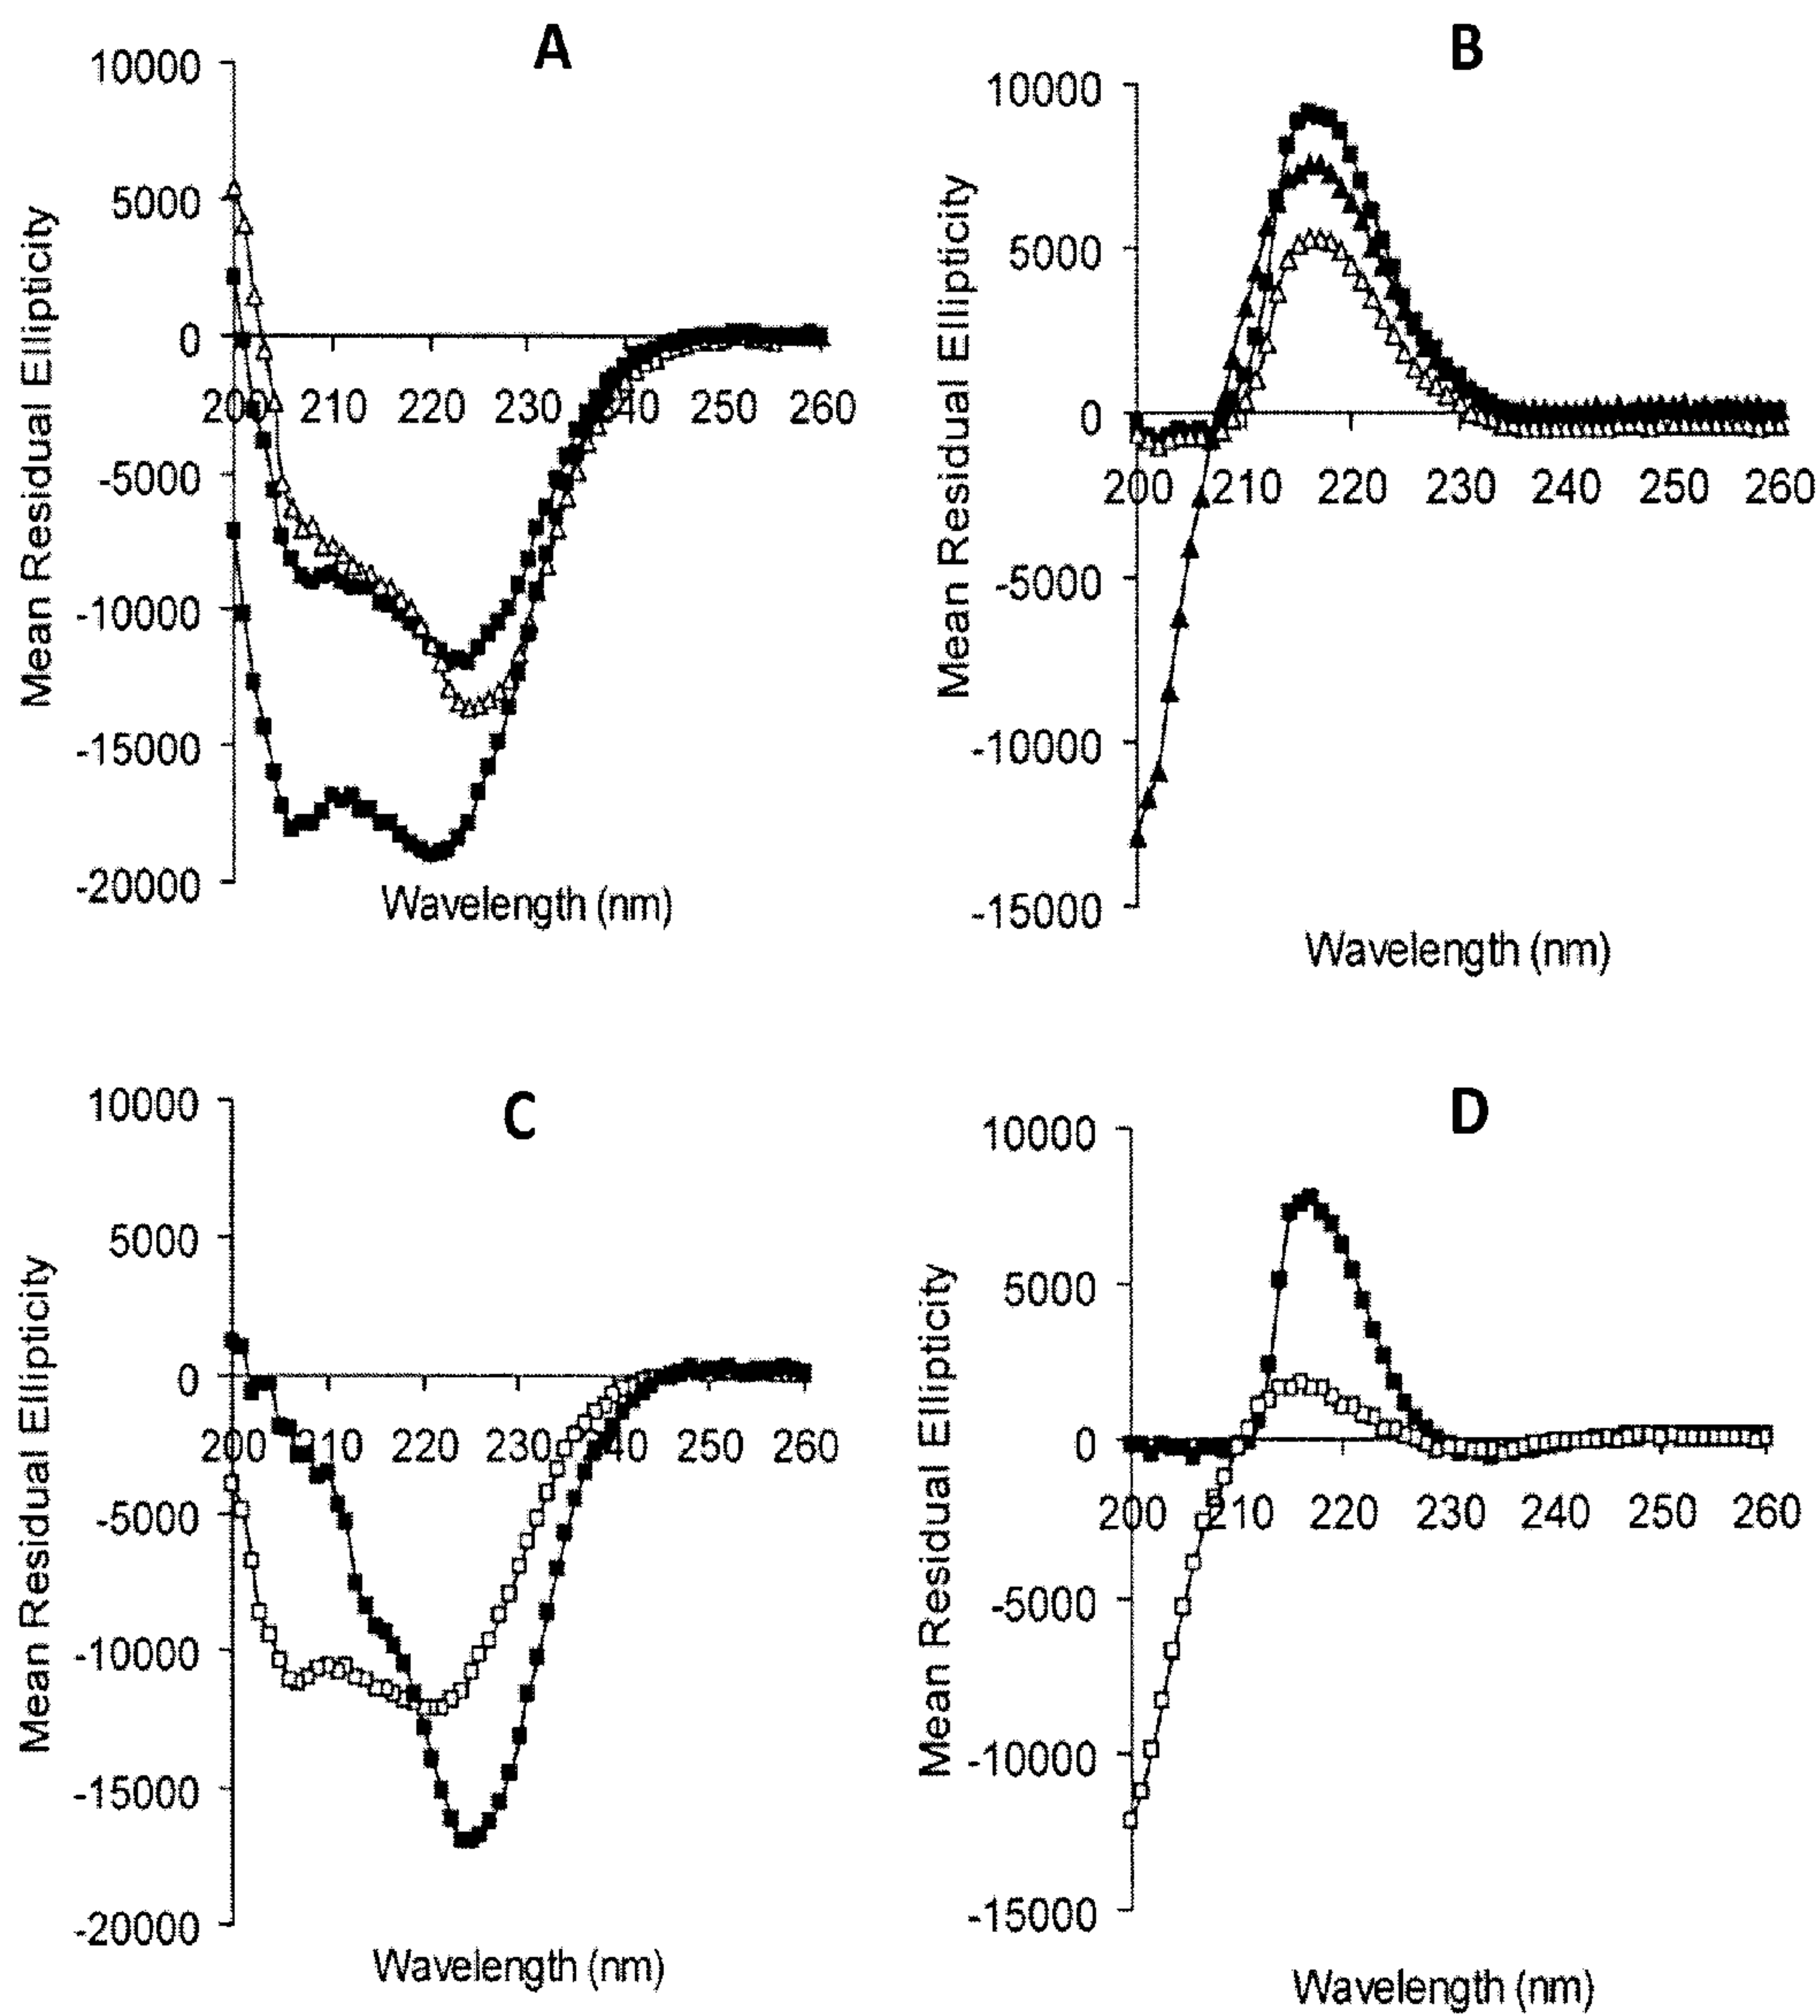 A
10000
5000
0
-5000
-10000
-15000
-20000
200 210 220 230 240 250 260
Mean Residual Ellipticity
Wavelength (nm)
B
10000
5000
0
-5000
-10000
-15000
200 210 220 230 240 250 260
Mean Residual Ellipticity
Wavelength (nm)
C
10000
5000
0
-5000
-10000
-15000
-20000
200 210 220 230 240 250 260
Mean Residual Ellipticity
Wavelength (nm)
D
10000
5000
0
-5000
-10000
-15000
200 210 220 230 240 250 260
Mean Residual Ellipticity
Wavelength (nm)